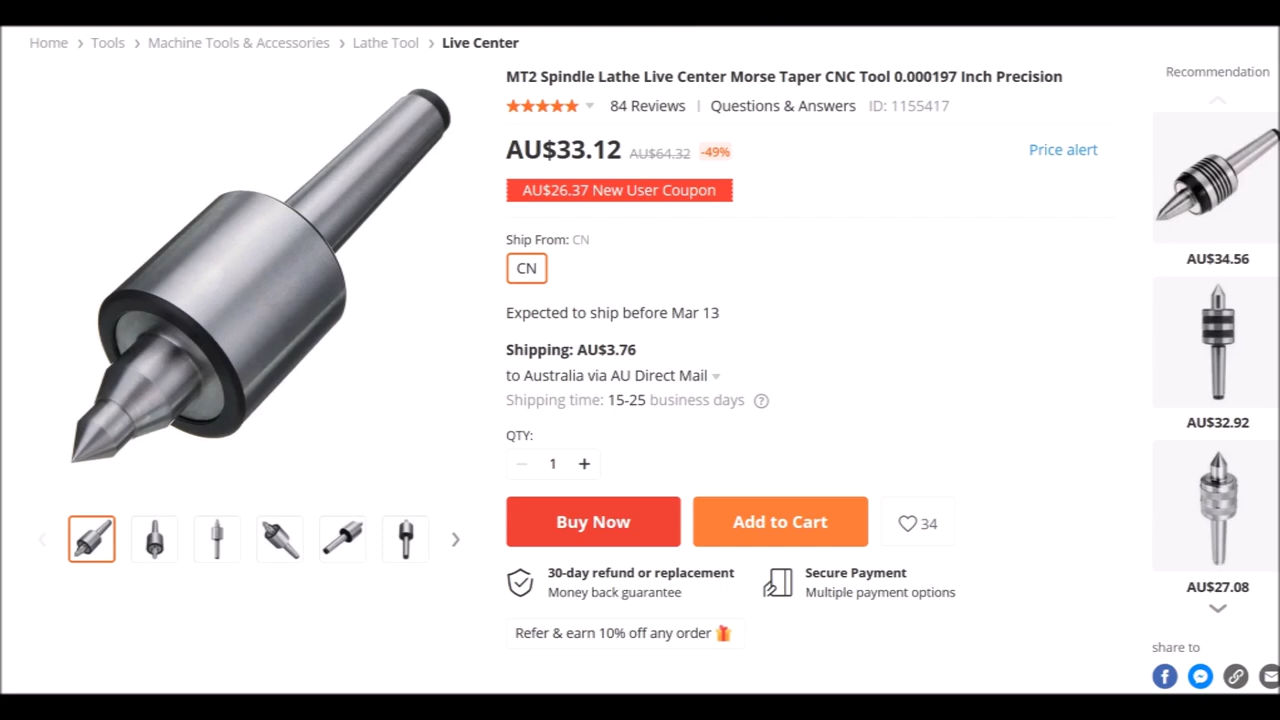 Home > Tools > Machine Tools & Accessories > Lathe Tool > Live Center
MT2 Spindle Lathe Live Center Morse Taper CNC Tool 0.000197 Inch Precision
84 Reviews | Questions & Answers ID: 1155417
AU$33.12 AU$64.32 -49%
Price alert
AU$26.37 New User Coupon
Ship From: CN
CN
Expected to ship before Mar 13
Shipping: AU$3.76
to Australia via AU Direct Mail
Shipping time: 15-25 business days ?
QTY:
− 1 +
Buy Now
Add to Cart
34
30-day refund or replacement
Money back guarantee
Secure Payment
Multiple payment options
Refer & earn 10% off any order
Recommendation
AU$34.56
AU$32.92
AU$27.08
share to